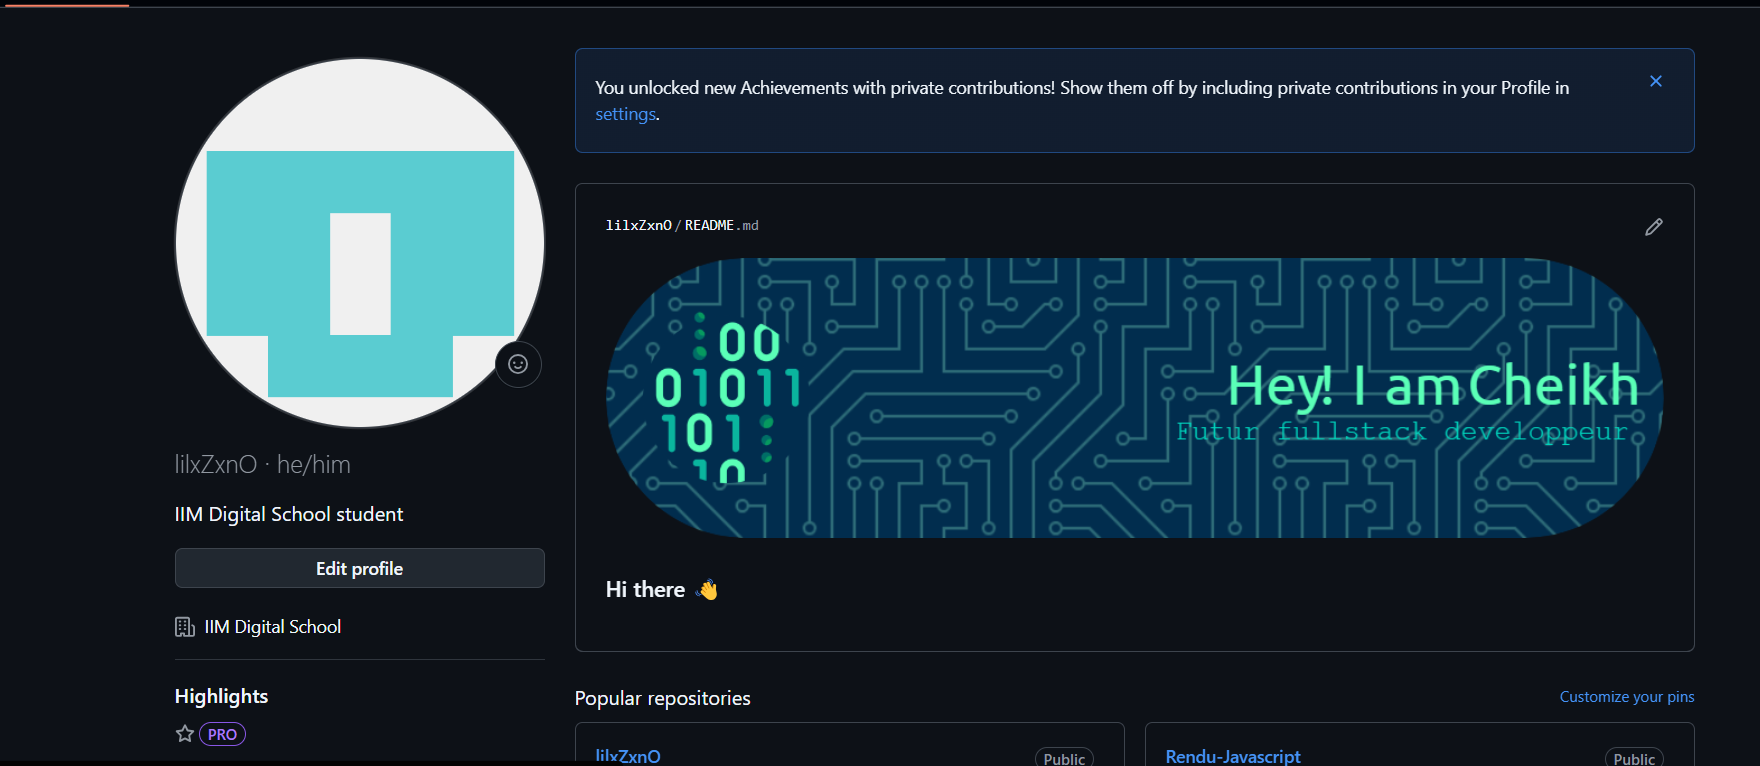 You unlocked new Achievements with private contributions! Show them off by including private contributions in your Profile in
settings.
lilxZxnO / README.md
00
01011
101
10
Hey! I am Cheikh
Futur fullstack developpeur
Hi there 👋
lilxZxnO · he/him
IIM Digital School student
Edit profile
IIM Digital School
Highlights
PRO
Popular repositories
Customize your pins
lilxZxnO
Public
Rendu-Javascript
Public